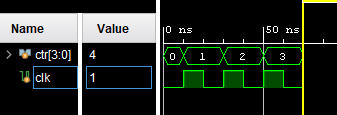 Name Value 0 ns 50 ns
ctr[3:0] 4 0 1 2 3
clk 1